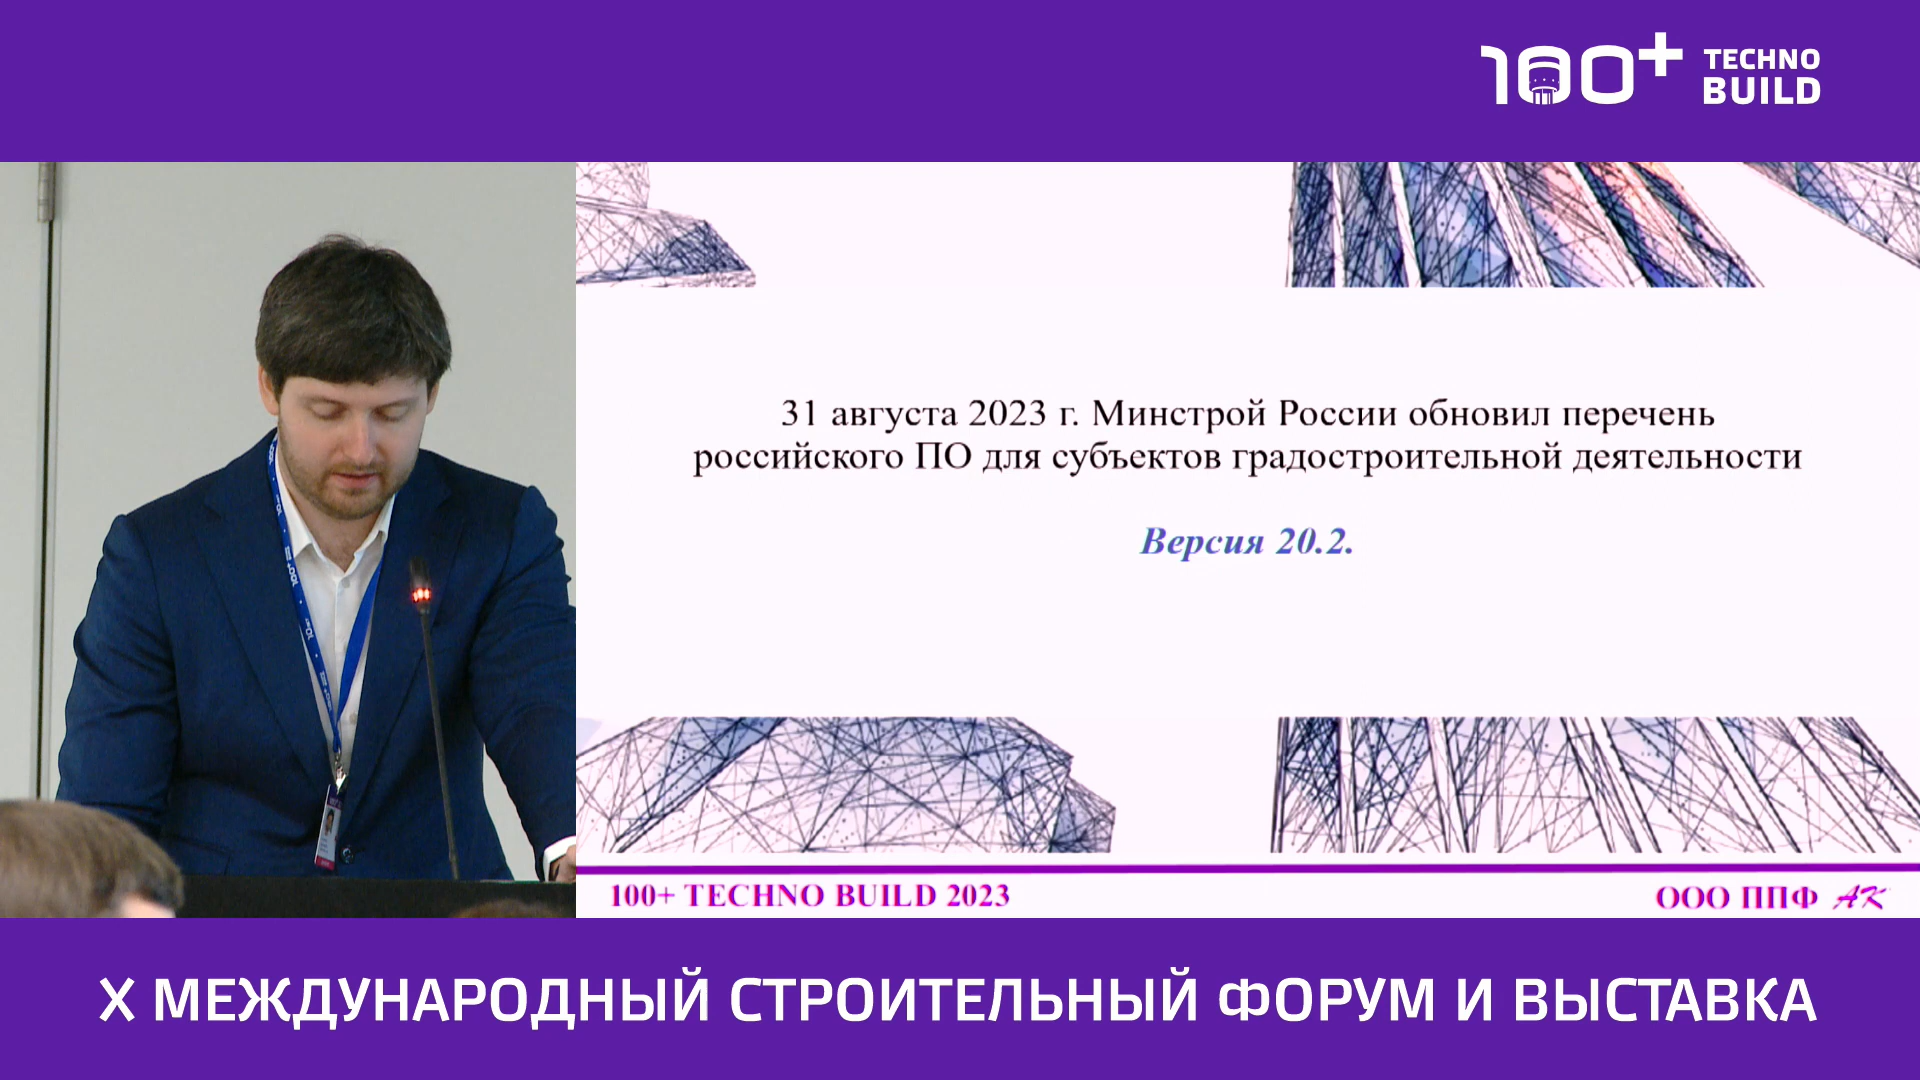 100+ TECHNO
BUILD
31 августа 2023 г. Минстрой России обновил перечень
российского ПО для субъектов градостроительной деятельности
Версия 20.2.
100+ TECHNO BUILD 2023
ООО ППФ АК
100+
X МЕЖДУНАРОДНЫЙ СТРОИТЕЛЬНЫЙ ФОРУМ И ВЫСТАВКА